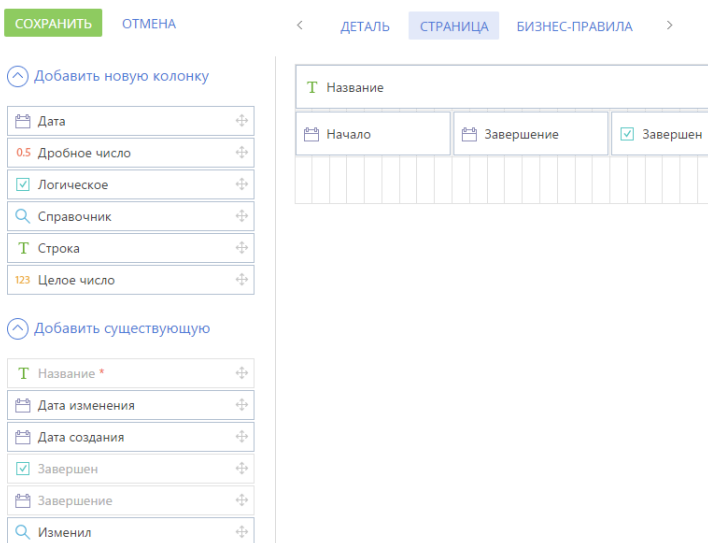 СОХРАНИТЬ ОТМЕНА
ДЕТАЛЬ СТРАНИЦА БИЗНЕС-ПРАВИЛА
Добавить новую колонку
Дата
0.5 Дробное число
Логическое
Справочник
T Строка
123 Целое число
Добавить существующую
T Название *
Дата изменения
Дата создания
Завершен
Завершение
Изменил
T Название
Начало Завершение Завершен